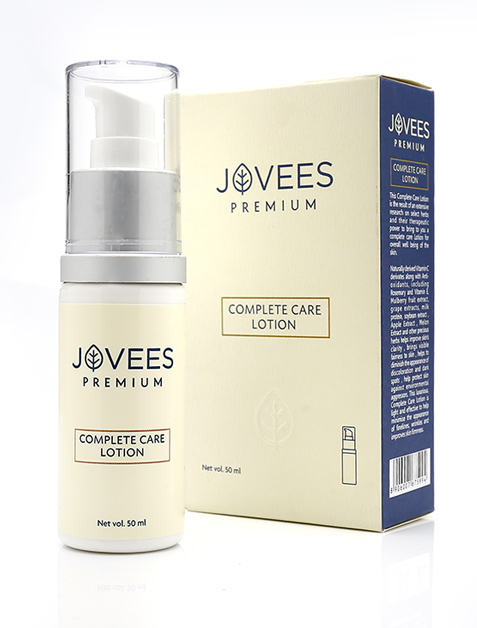 JOVEES
PREMIUM
COMPLETE CARE
LOTION
Net vol. 50 ml
JOVEES
PREMIUM
COMPLETE CARE
LOTION
Net vol. 50 ml
JOVEES
PREMIUM
COMPLETE CARE
LOTION
This Complete Care Lotion
is the result of an extensive
research on select herbs
and their therapeutic
power to bring to you a
complete care Lotion for
overall well being of the
skin.
Naturally derived Vitamin C
derivates along with Anti-
oxidants, including
Rosemary and Vitamin E,
Mulberry fruit extract,
grape extracts, milk
protein, soybean extract,
Apple Extract, Melon
Extract and other precious
herbs helps improve skins
clarity, brings visible
fairness to skin, helps to
diminish the appearance of
discoloration and dark
spots, help protect skin
against environmental
aggressors. This luxurious
Complete Care Lotion is
light and effective to help
minimise the appearance
of finelines, wrinkles and
improves skin firmness.